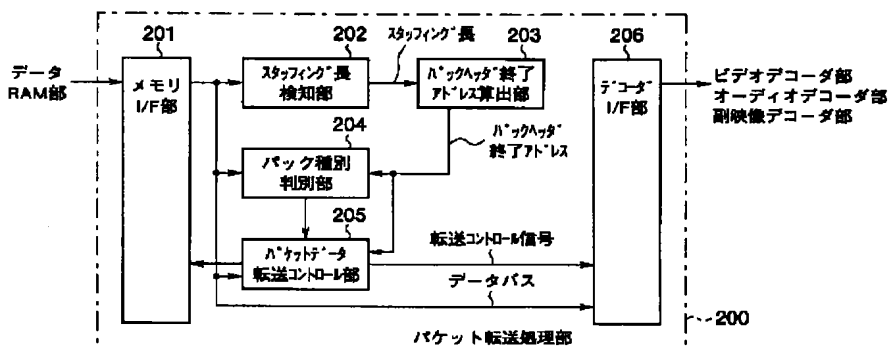 201
202
スタッフィング長
203
206
データ
RAM部
メモリ
I/F部
スタッフィング長
検知部
パックヘッダ終了
アドレス算出部
デコーダ
I/F部
ビデオデコーダ部
オーディオデコーダ部
副映像デコーダ部
204
パック種別
判別部
パックヘッダ
終了アドレス
205
パケットデータ
転送コントロール部
転送コントロール信号
データバス
200
パケット転送処理部